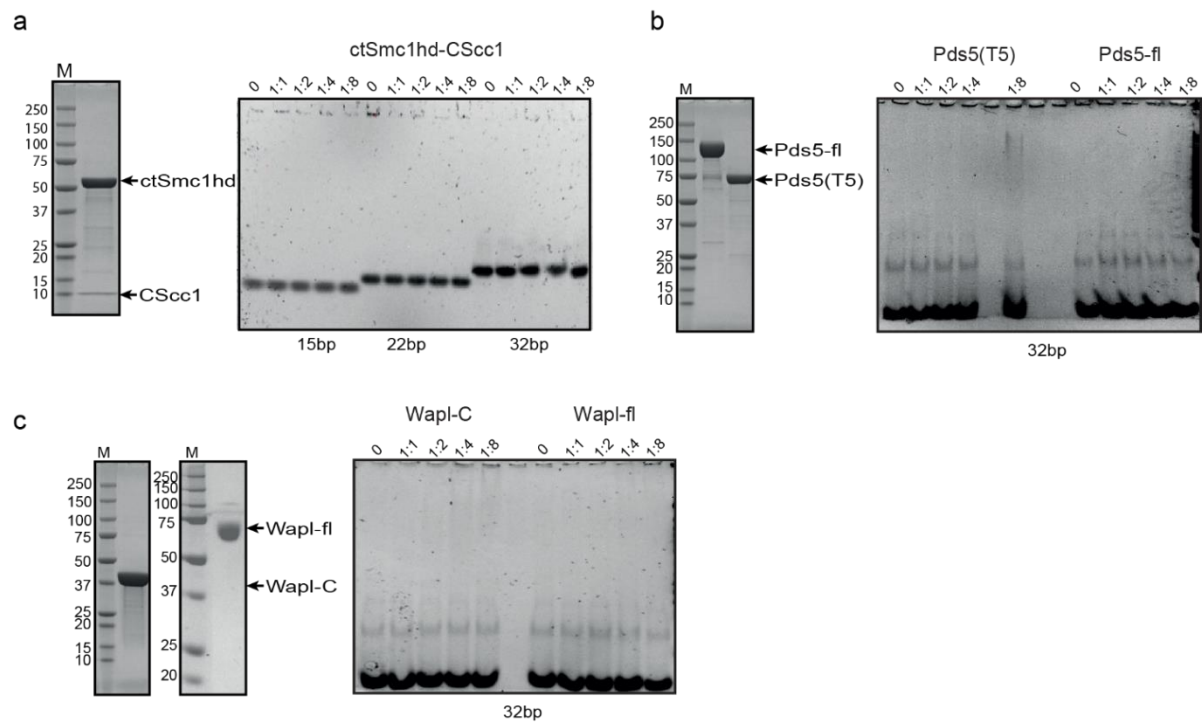 a
ctSmc1hd-CScc1
M
0 1:1 1:2 1:4 1:8 0 1:1 1:2 1:4 1:8 0 1:1 1:2 1:4 1:8
250
150
100
75
50
37
25
20
15
10
ctSmc1hd
CScc1
15bp 22bp 32bp
b
Pds5(T5) Pds5-fl
M
0 1:1 1:2 1:4 1:8 0 1:1 1:2 1:4 1:8
250
150
100
75
50
37
25
20
15
10
Pds5-fl
Pds5(T5)
32bp
c
Wapl-C Wapl-fl
M
250
150
100
75
50
37
25
20
15
10
M
250
150
100
75
50
37
25
20
Wapl-fl
Wapl-C
0 1:1 1:2 1:4 1:8 0 1:1 1:2 1:4 1:8
32bp